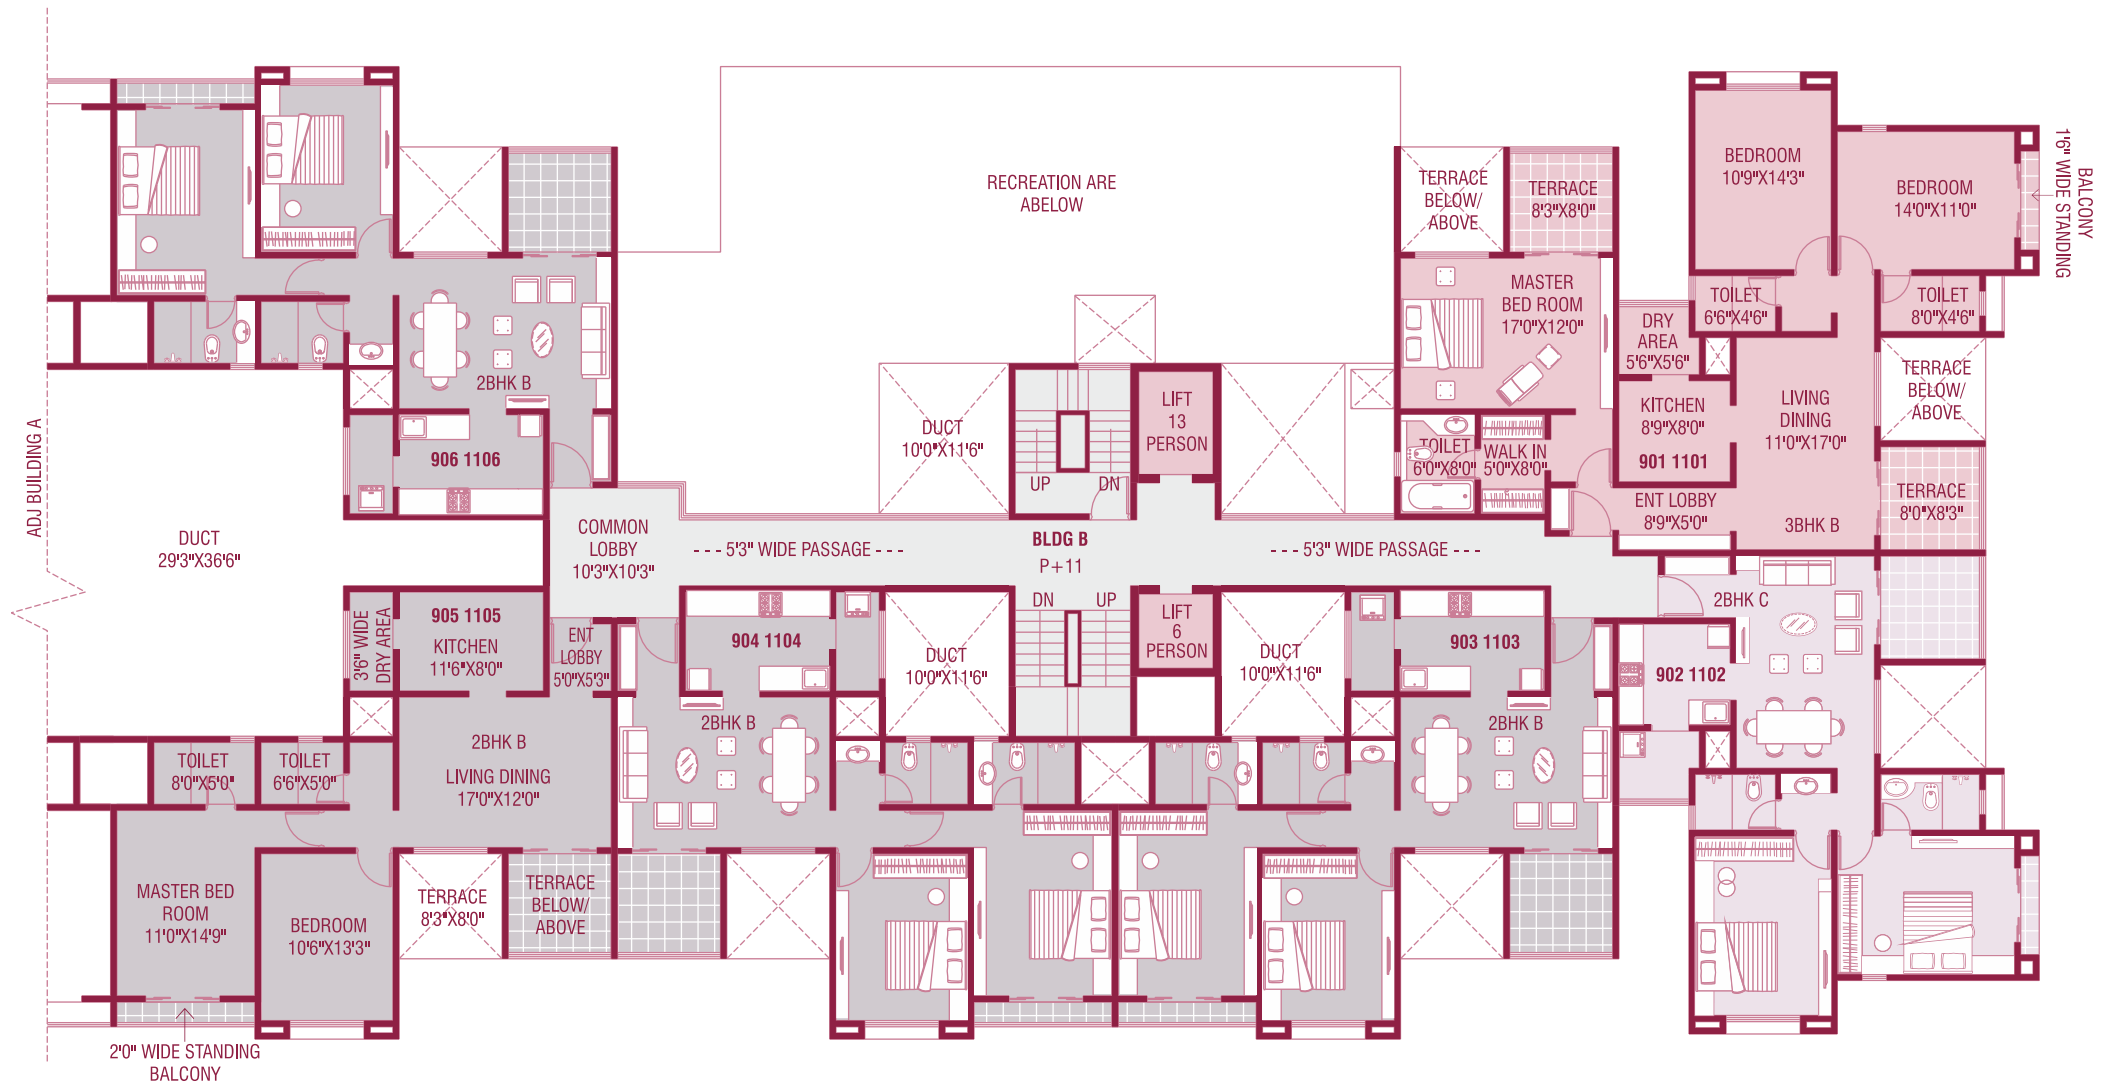 RECREATION ARE
ABELOW
TERRACE
BELOW/
ABOVE
TERRACE
8'3"X8'0"
BEDROOM
10'9"X14'3"
BEDROOM
14'0"X11'0"
1'6" WIDE STANDING
BALCONY
MASTER
BED ROOM
17'0"X12'0"
DRY
AREA
5'6"X5'6"
TOILET
6'6"X4'6"
TOILET
8'0"X4'6"
TERRACE
BELOW/
ABOVE
LIVING
DINING
11'0"X17'0"
KITCHEN
8'9"X8'0"
901 1101
TOILET
6'0"X8'0"
WALK IN
5'0"X8'0"
ENT LOBBY
8'9"X5'0"
3BHK B
TERRACE
8'0"X8'3"
2BHK B
906 1106
DUCT
10'0"X11'6"
UP
DN
LIFT
13
PERSON
ADJ BUILDING A
DUCT
29'3"X36'6"
COMMON
LOBBY
10'3"X10'3"
--- 5'3" WIDE PASSAGE ---
BLDG B
P+11
--- 5'3" WIDE PASSAGE ---
DN
UP
LIFT
6
PERSON
2BHK C
902 1102
3'6" WIDE
DRY AREA
905 1105
KITCHEN
11'6"X8'0"
ENT
LOBBY
5'0"X5'3"
904 1104
DUCT
10'0"X11'6"
DUCT
10'0"X11'6"
903 1103
2BHK B
2BHK B
2BHK B
LIVING DINING
17'0"X12'0"
TOILET
8'0"X5'0"
TOILET
6'6"X5'0"
MASTER BED
ROOM
11'0"X14'9"
BEDROOM
10'6"X13'3"
TERRACE
8'3"X8'0"
TERRACE
BELOW/
ABOVE
2'0" WIDE STANDING
BALCONY